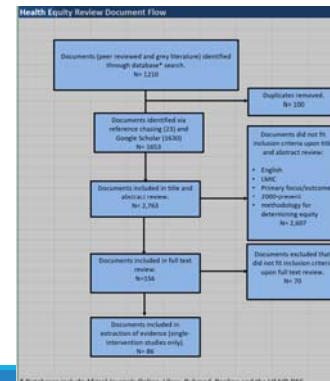 Health Equity Review Document Flow
Documents (peer reviewed and grey literature) identified
through database* search.
N= 1210
Duplicates removed,
N= 100
Documents identified via
reference chasing (23) and
Google Scholar (1630)
N= 1653
Documents did not fit
inclusion criteria upon title
and abstract review:
• English
• LMIC
• Primary focus/outcome
• 2000-present
• methodology for
determining equity
N= 2,607
Documents included in title and
abstract review:
N= 2,763
Documents included in full text
review.
N=156
Documents excluded that
did not fit inclusion criteria
upon full text review.
N= 70
Documents included in
extraction of evidence (single-
intervention studies only).
N= 86